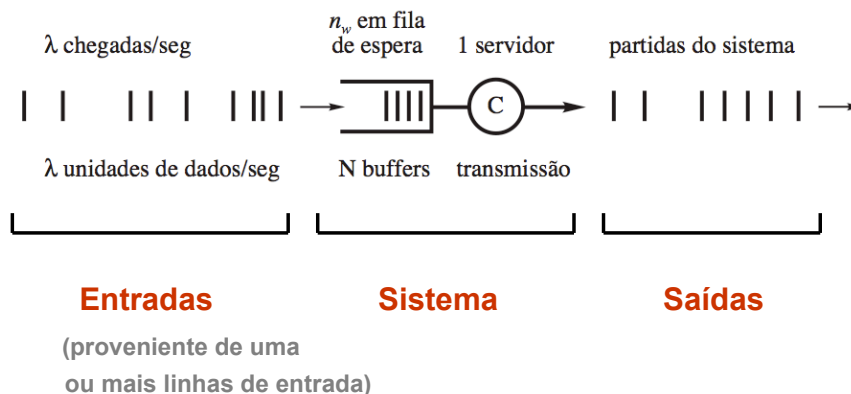 n_w em fila
λ chegadas/seg
de espera
1 servidor
partidas do sistema
C
λ unidades de dados/seg
N buffers
transmissão
Entradas
Sistema
Saídas
(proveniente de uma
ou mais linhas de entrada)